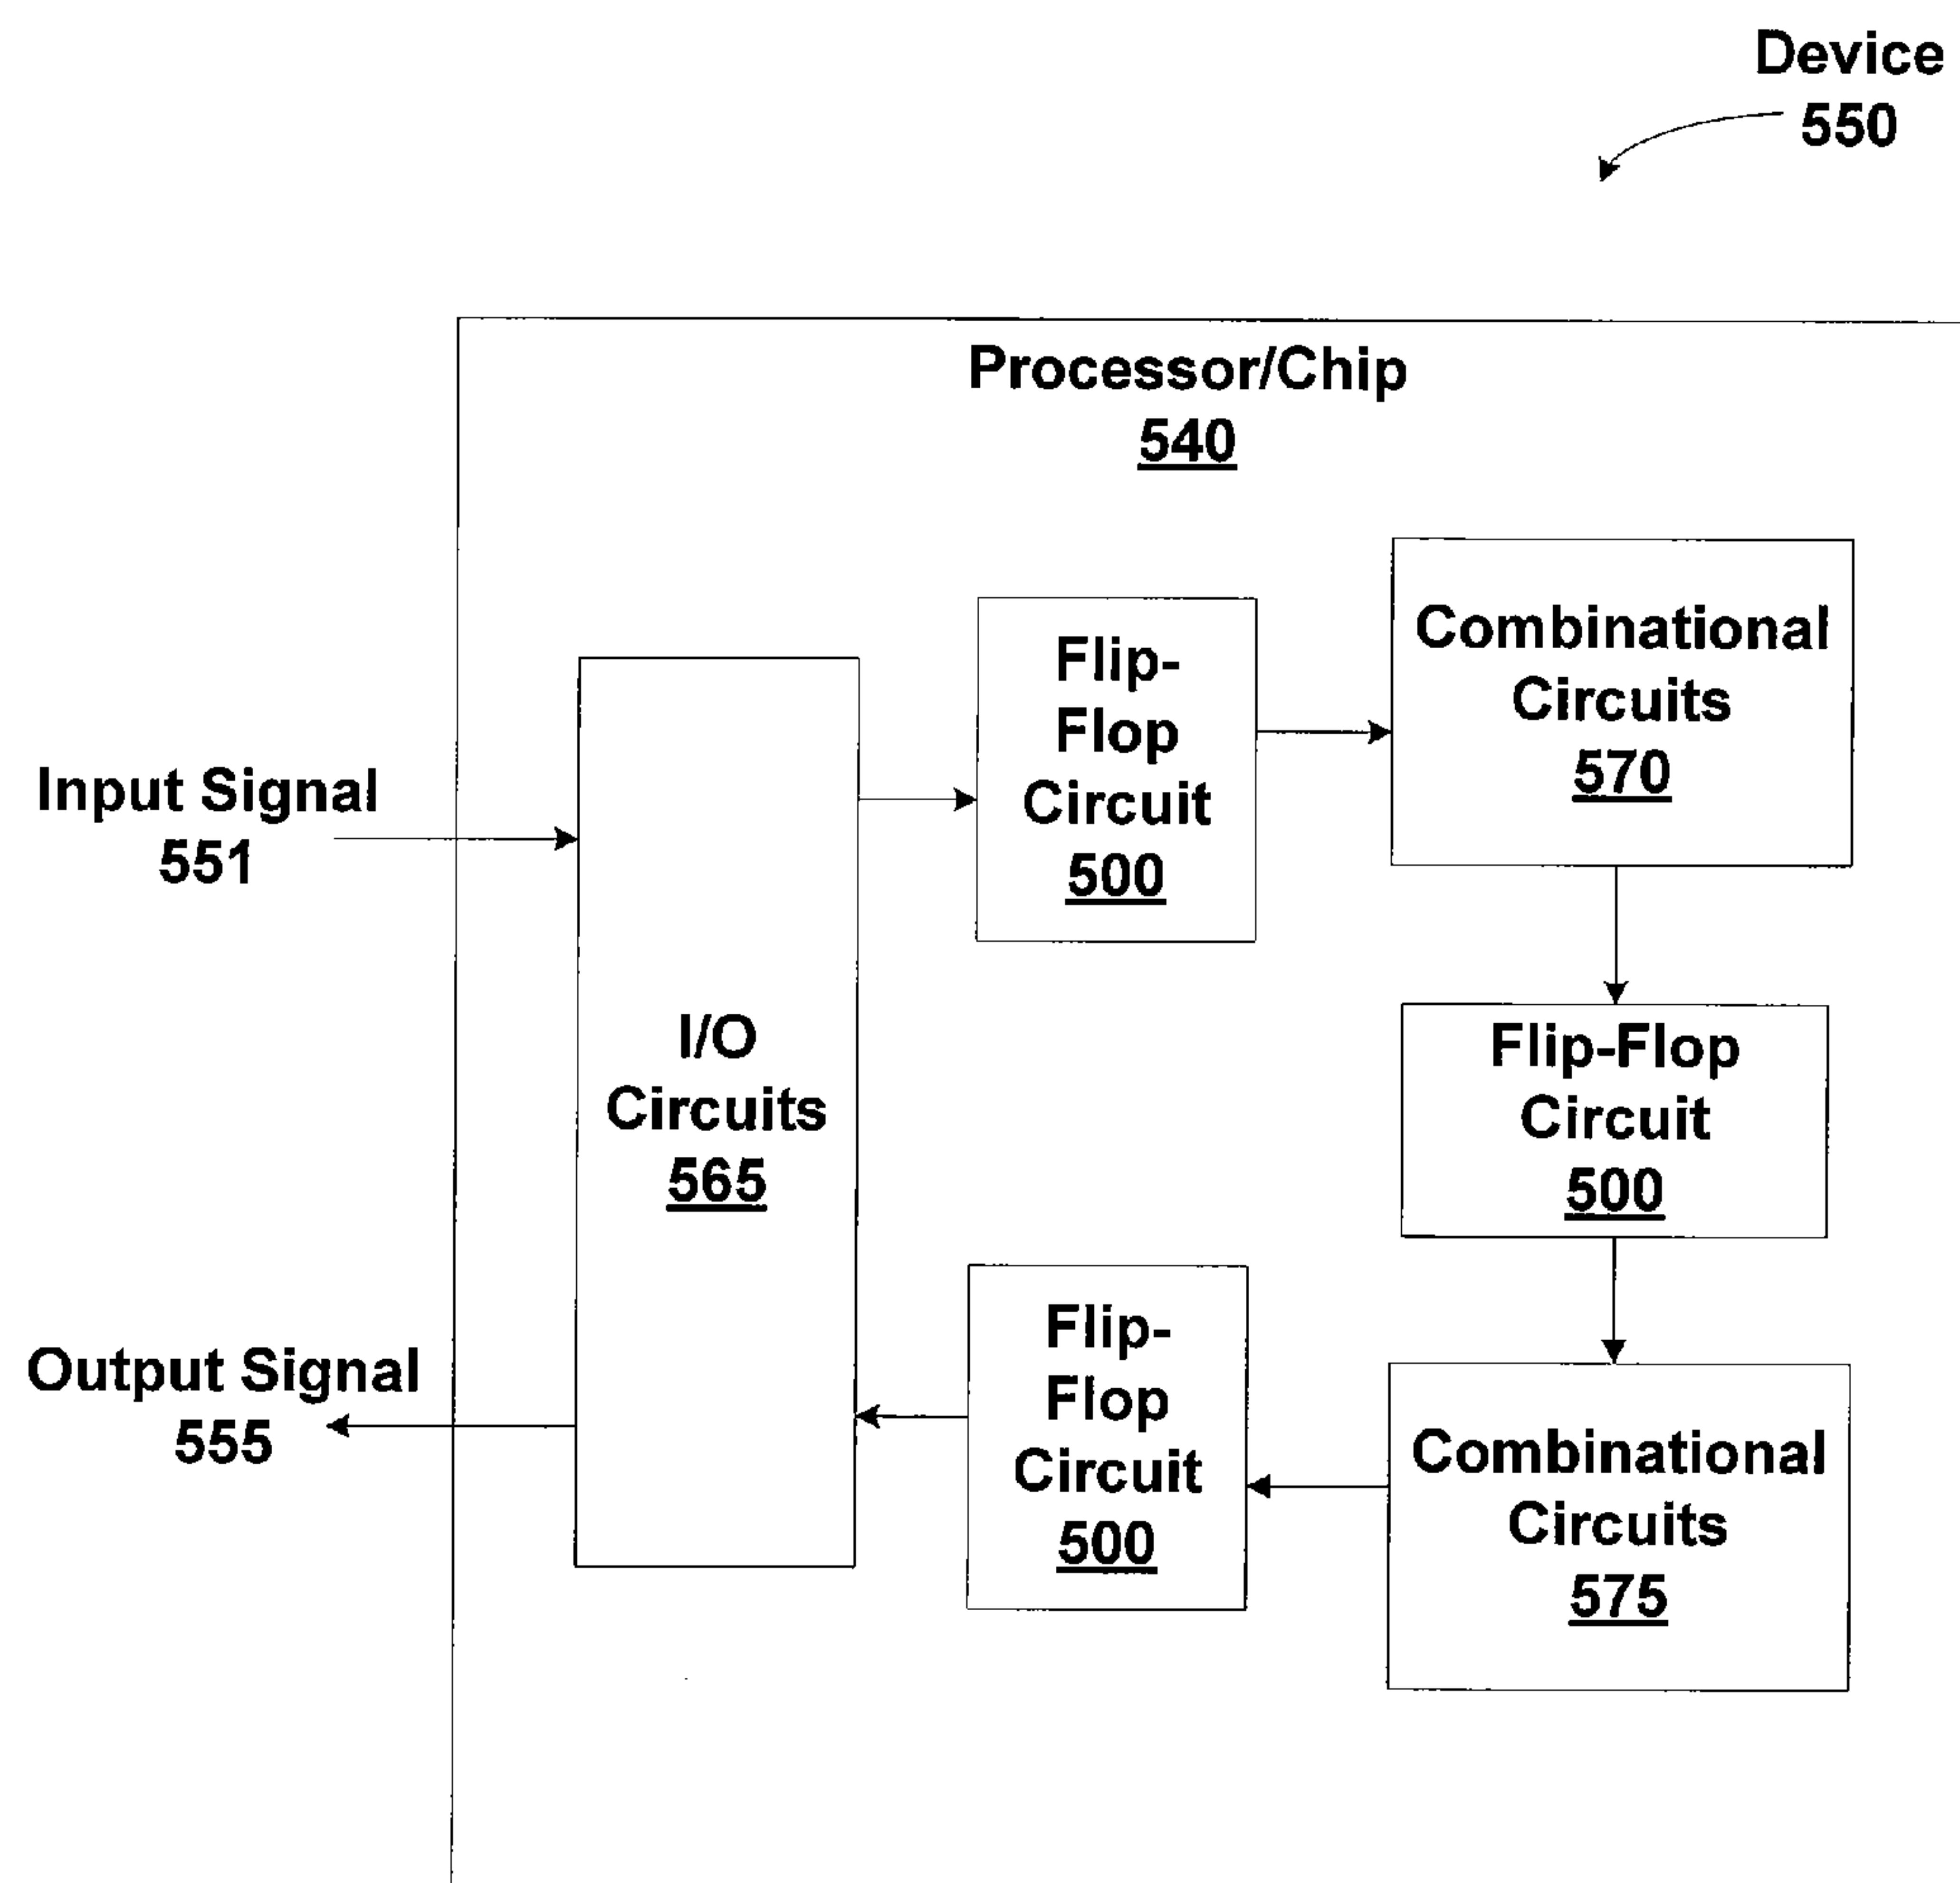 Device
550
Processor/Chip
540
Combinational
Circuits
570
Flip-
Flop
Circuit
500
Input Signal
551
I/O
Circuits
565
Flip-Flop
Circuit
500
Flip-
Flop
Circuit
500
Output Signal
555
Combinational
Circuits
575